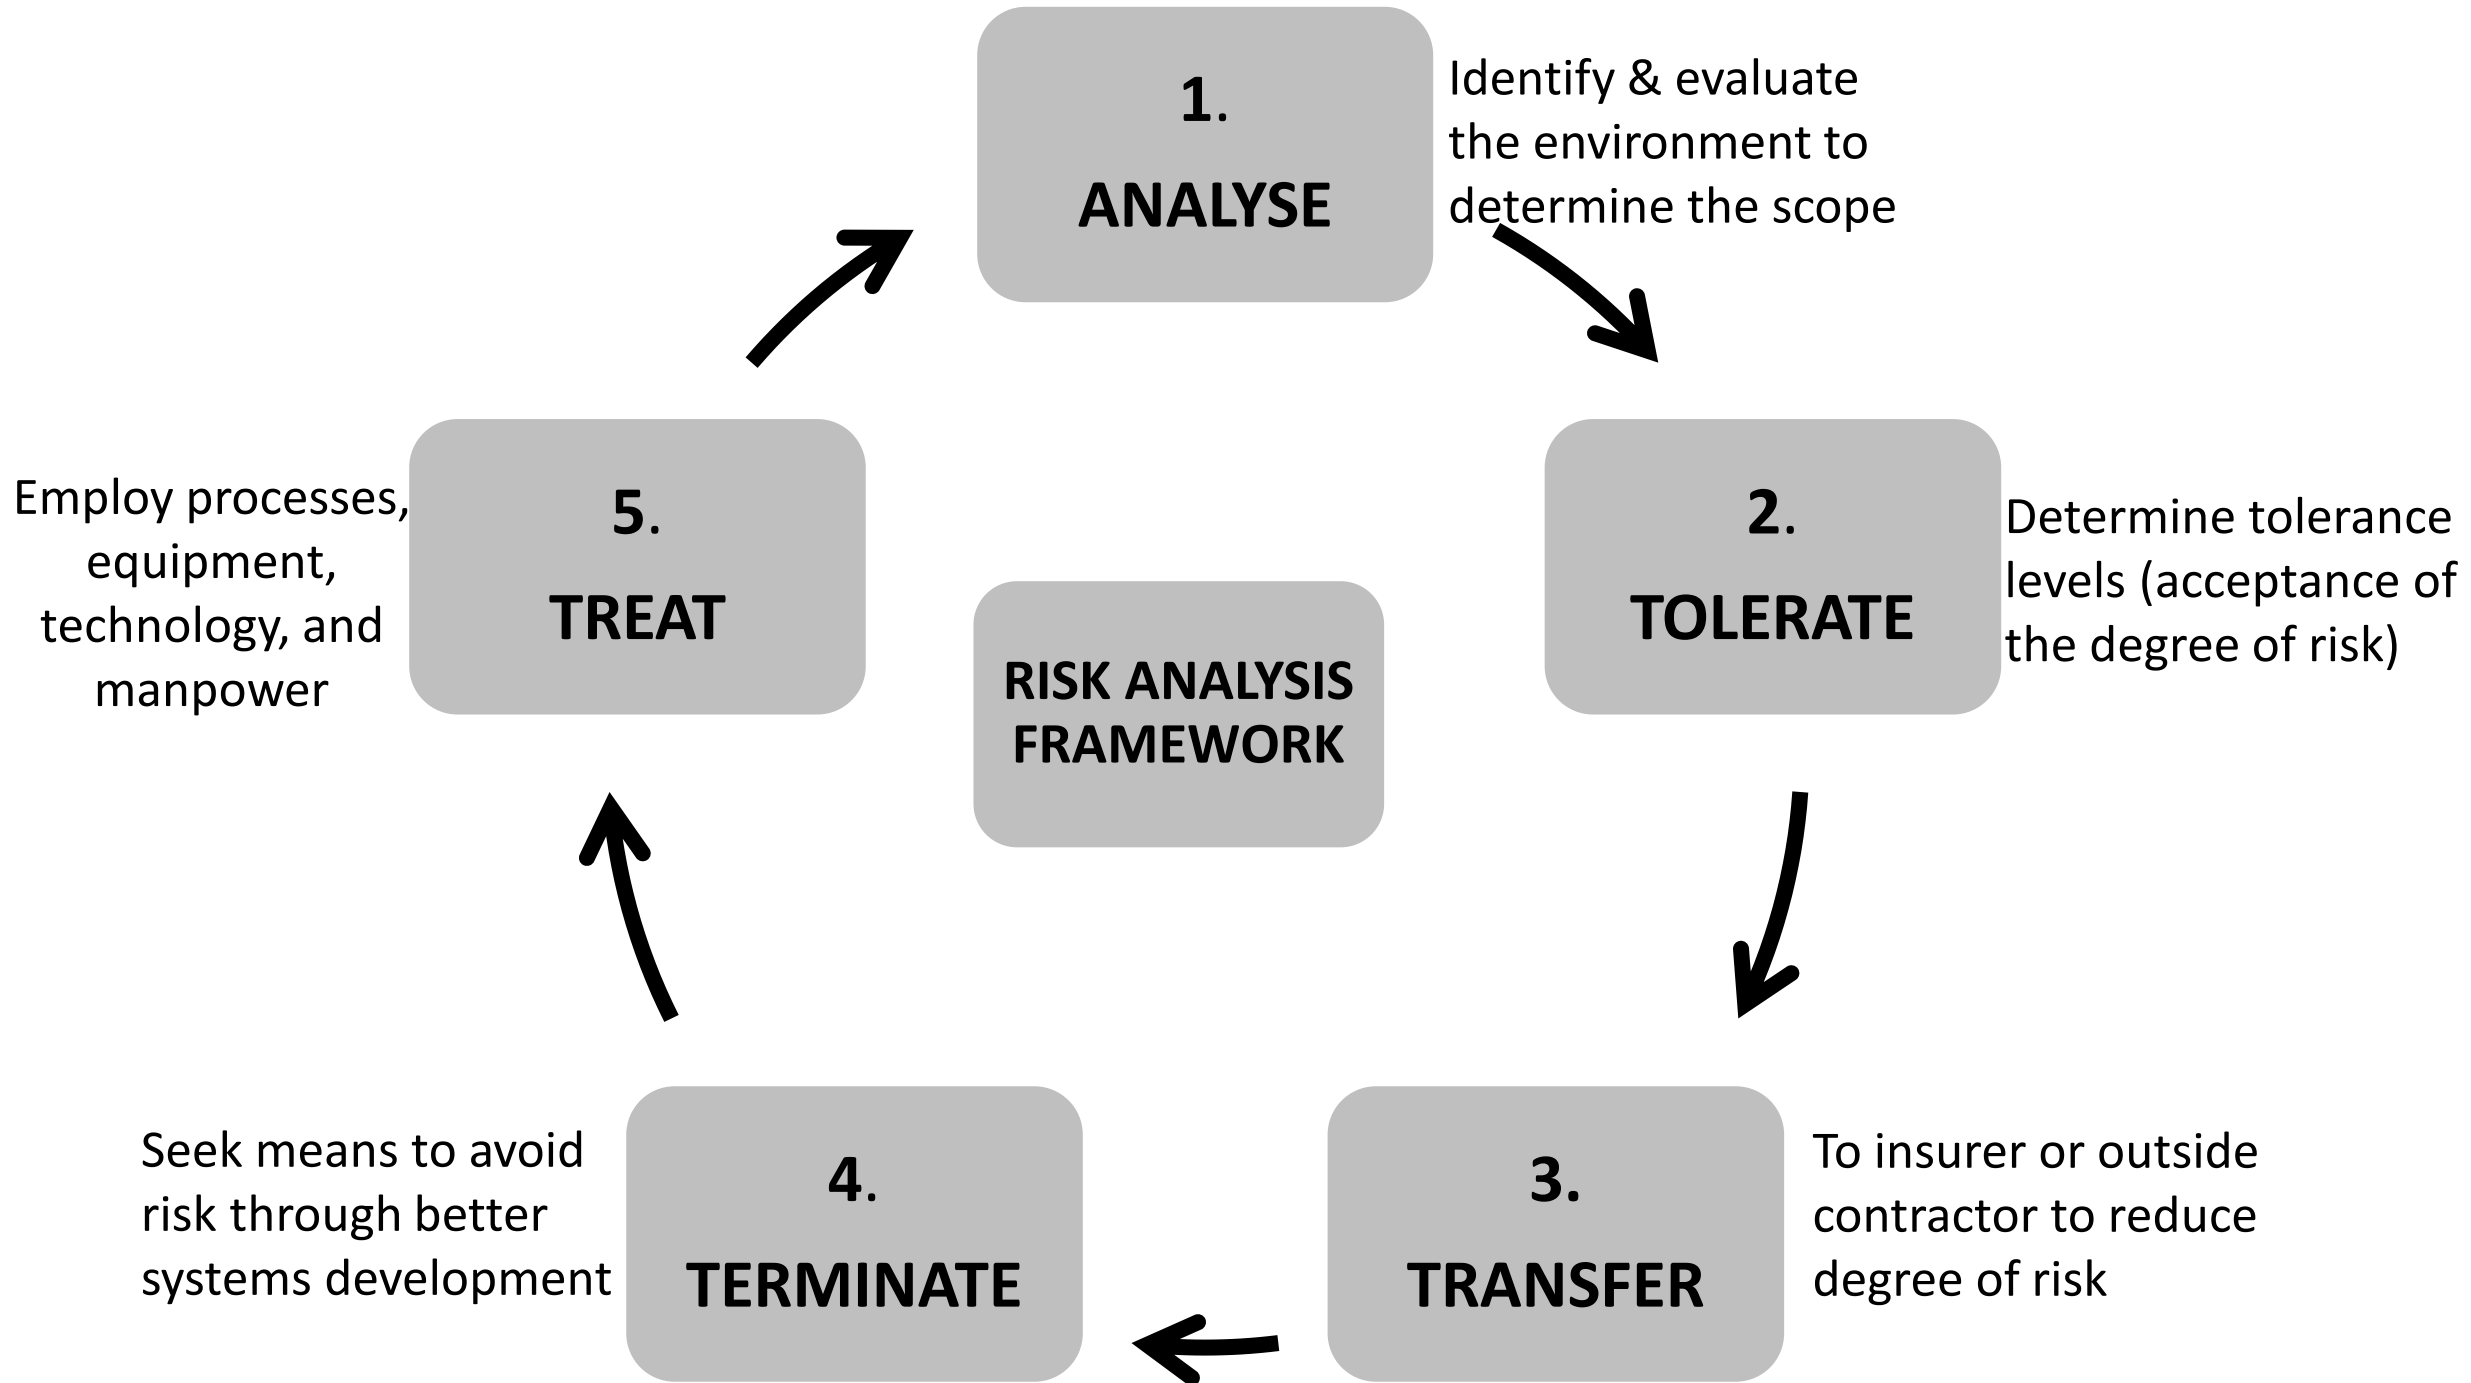 1.
ANALYSE
Identify & evaluate
the environment to
determine the scope
2.
TOLERATE
Determine tolerance
levels (acceptance of
the degree of risk)
3.
TRANSFER
To insurer or outside
contractor to reduce
degree of risk
4.
TERMINATE
Seek means to avoid
risk through better
systems development
5.
TREAT
Employ processes,
equipment,
technology, and
manpower
RISK ANALYSIS
FRAMEWORK